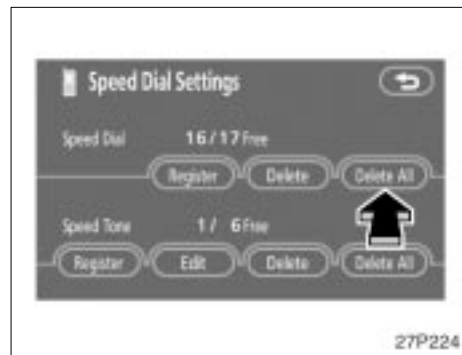 Speed Dial Settings
Speed Dial 16/17 Free
Register Delete Delete All
Speed Tone 1/ 6 Free
Register Edit Delete Delete All
27P224